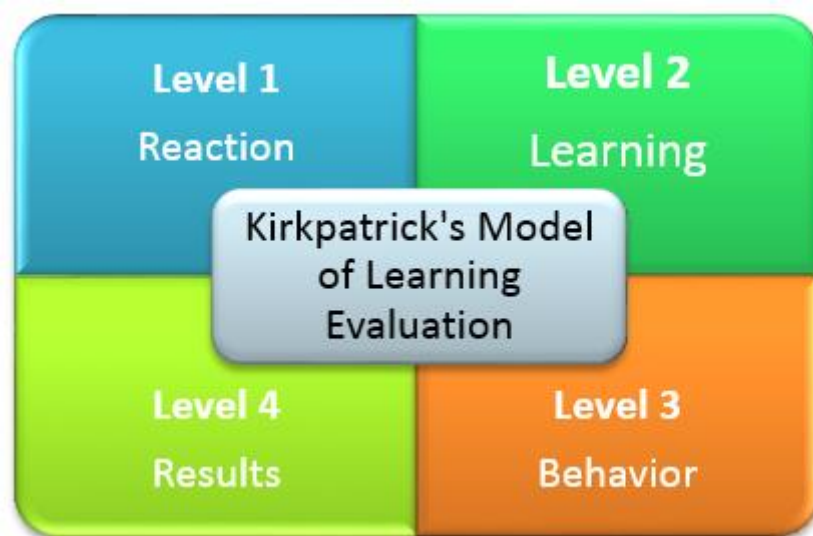 Level 1
Reaction
Level 2
Learning
Kirkpatrick's Model
of Learning
Evaluation
Level 4
Results
Level 3
Behavior